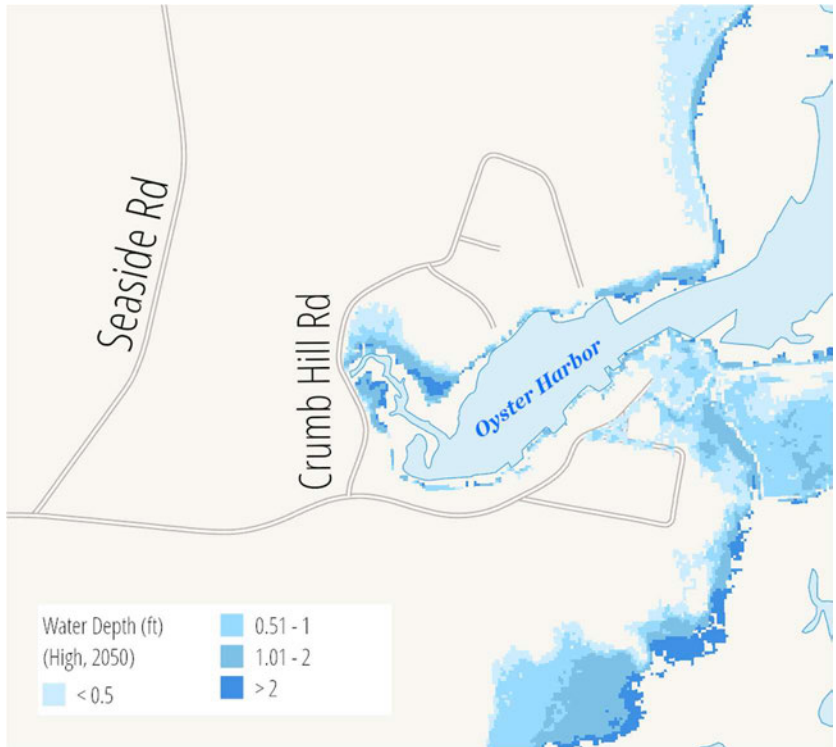 Seaside Rd
Crumb Hill Rd
Oyster Harbor
Water Depth (ft)
(High, 2050)
< 0.5
0.51 - 1
1.01 - 2
> 2